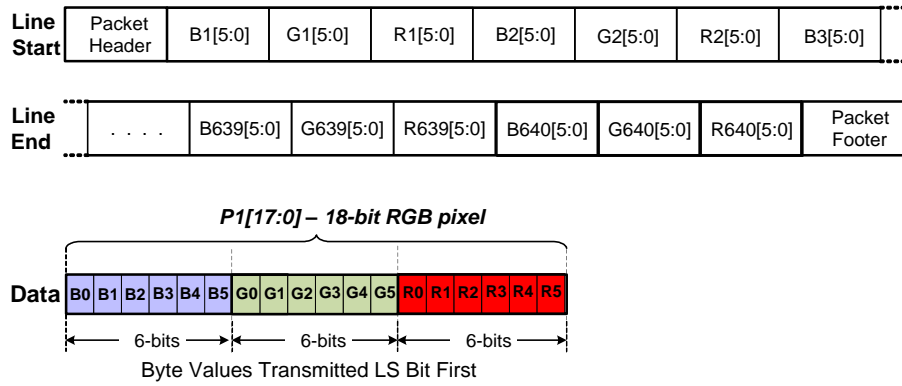 Line Start
Packet Header
B1[5:0]
G1[5:0]
R1[5:0]
B2[5:0]
G2[5:0]
R2[5:0]
B3[5:0]
Line End
. . . .
B639[5:0]
G639[5:0]
R639[5:0]
B640[5:0]
G640[5:0]
R640[5:0]
Packet Footer
P1[17:0] – 18-bit RGB pixel
Data
B0 B1 B2 B3 B4 B5 G0 G1 G2 G3 G4 G5 R0 R1 R2 R3 R4 R5
6-bits 6-bits 6-bits
Byte Values Transmitted LS Bit First